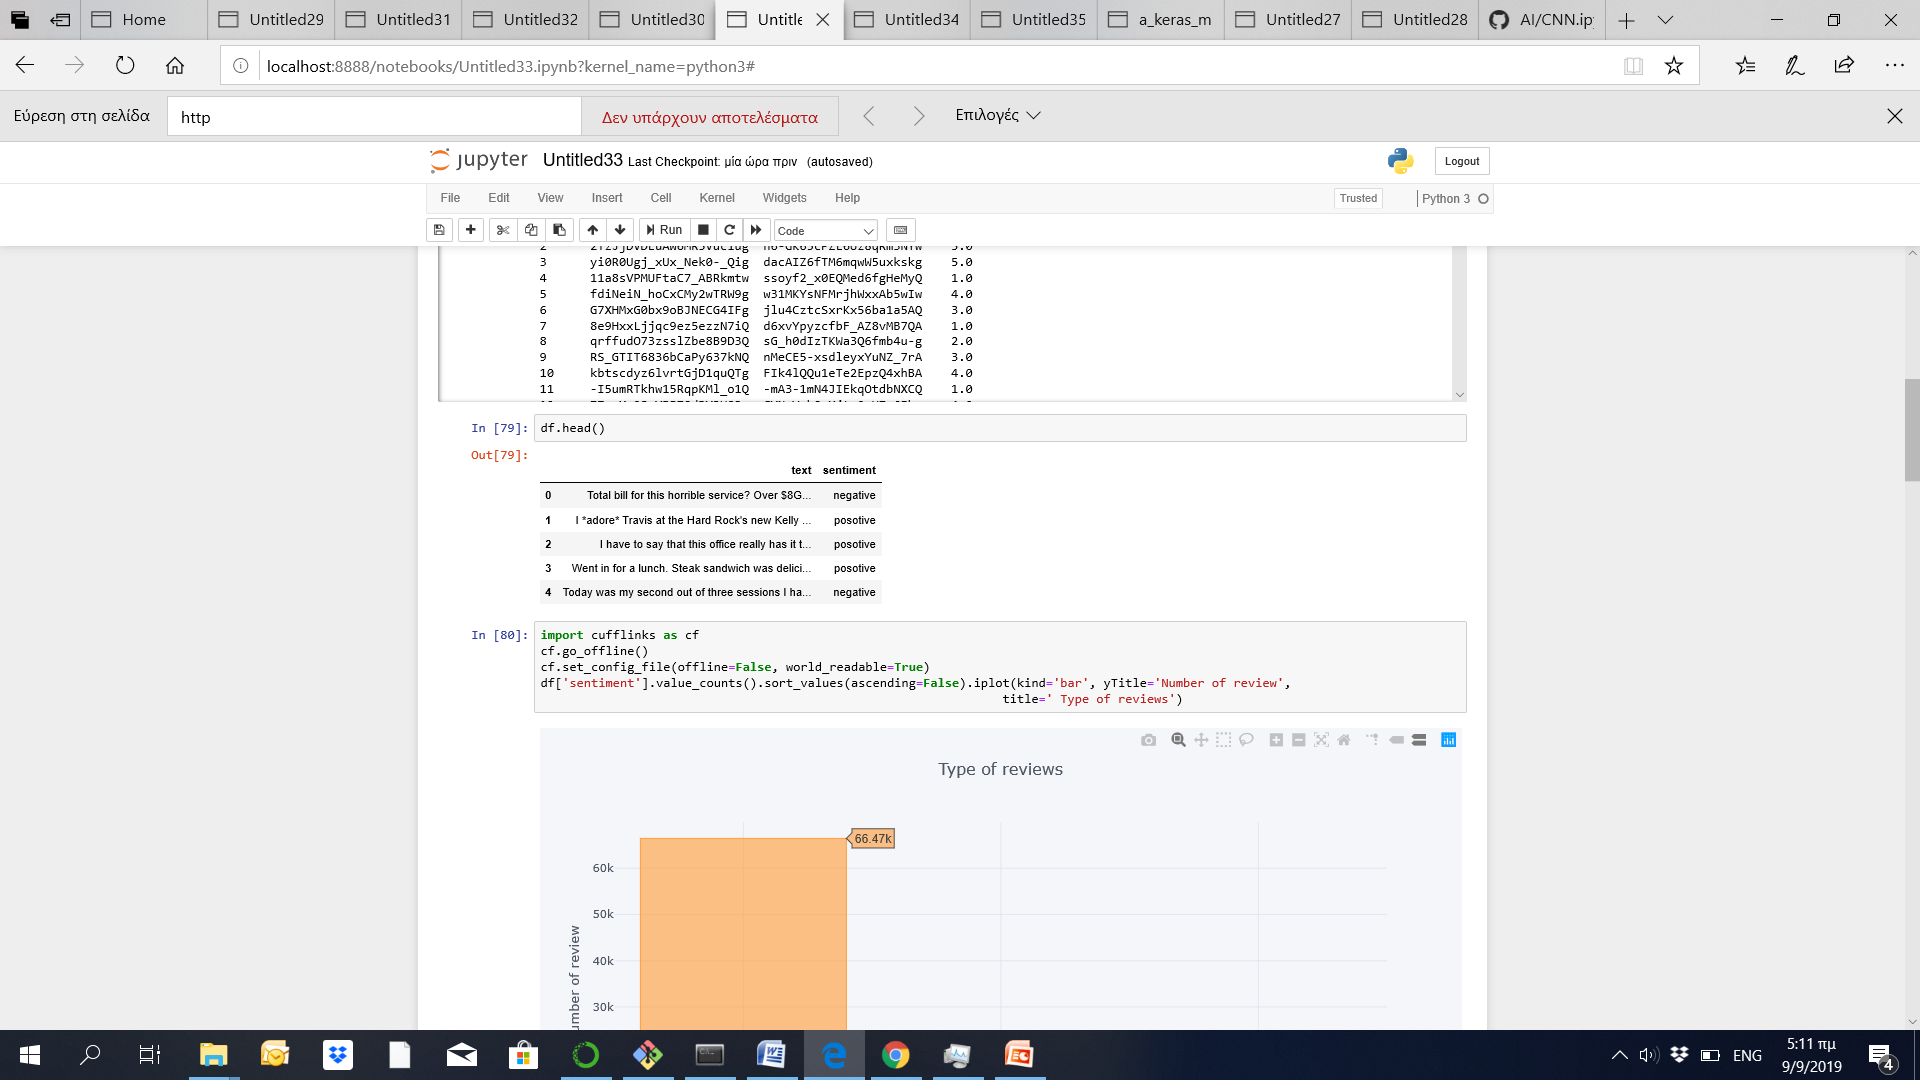 Home
Untitled29
Untitled31
Untitled32
Untitled30
Untitle
Untitled34
Untitled35
a_keras_m
Untitled27
Untitled28
AI/CNN.ip
localhost:8888/notebooks/Untitled33.ipynb?kernel_name=python3#
Εύρεση στη σελίδα
http
Δεν υπάρχουν αποτελέσματα
Επιλογές
jupyter Untitled33 Last Checkpoint: μία ώρα πριν (autosaved)
Logout
File Edit View Insert Cell Kernel Widgets Help
Trusted
Python 3
Run
Code
3 yi0R0Ugj_xUx_Nek0-_Qig dacAIZ6fTM6mqwW5uxkskg 5.0
4 11a8sVPMUFtaC7_ABRkmtw ssoyf2_x0EQMed6fgHeMyQ 1.0
5 fdiNeiN_hoCxCMy2wTRW9g w31MKYsNFMrjhWxxAb5wIw 4.0
6 G7XHMxG0bx9oBJNECG4IFg jlu4CztcSxrKx56ba1a5AQ 3.0
7 8e9HxxLjjqc9ez5ezzN7iQ d6xvYpyzcfbF_AZ8vMB7QA 1.0
8 qrffudO73zsslZbe8B9D3Q sG_h0dIzTKWa3Q6fmb4u-g 2.0
9 RS_GTIT6836bCaPy637kNQ nMeCE5-xsdleyxYuNZ_7rA 3.0
10 kbtscdyz6lvrtGjD1quQTg FIk4lQQu1eTe2EpzQ4xhBA 4.0
11 -I5umRTkhw15RqpKMl_o1Q -mA3-1mN4JIEkqOtdbNXCQ 1.0
In [79]: df.head()
Out[79]:
text sentiment
0 Total bill for this horrible service? Over $8G... negative
1 I *adore* Travis at the Hard Rock's new Kelly ... posotive
2 I have to say that this office really has it t... posotive
3 Went in for a lunch. Steak sandwich was delici... posotive
4 Today was my second out of three sessions I ha... negative
In [80]: import cufflinks as cf
cf.go_offline()
cf.set_config_file(offline=False, world_readable=True)
df['sentiment'].value_counts().sort_values(ascending=False).iplot(kind='bar', yTitle='Number of review',
title=' Type of reviews')
Type of reviews
66.47k
60k
50k
40k
30k
ENG
5:11 πμ
9/9/2019
4